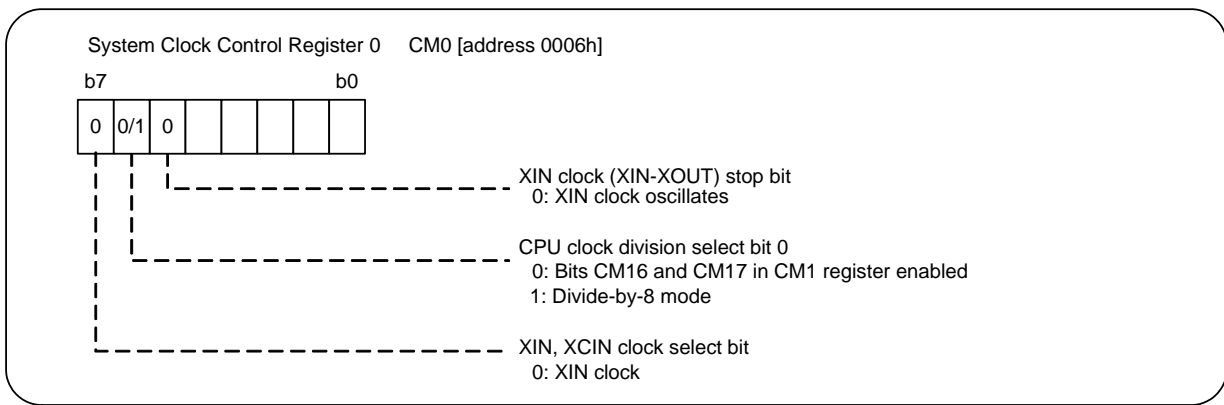 System Clock Control Register 0 CM0 [address 0006h]
b7 b0
0 0/1 0
XIN clock (XIN-XOUT) stop bit
0: XIN clock oscillates
CPU clock division select bit 0
0: Bits CM16 and CM17 in CM1 register enabled
1: Divide-by-8 mode
XIN, XCIN clock select bit
0: XIN clock